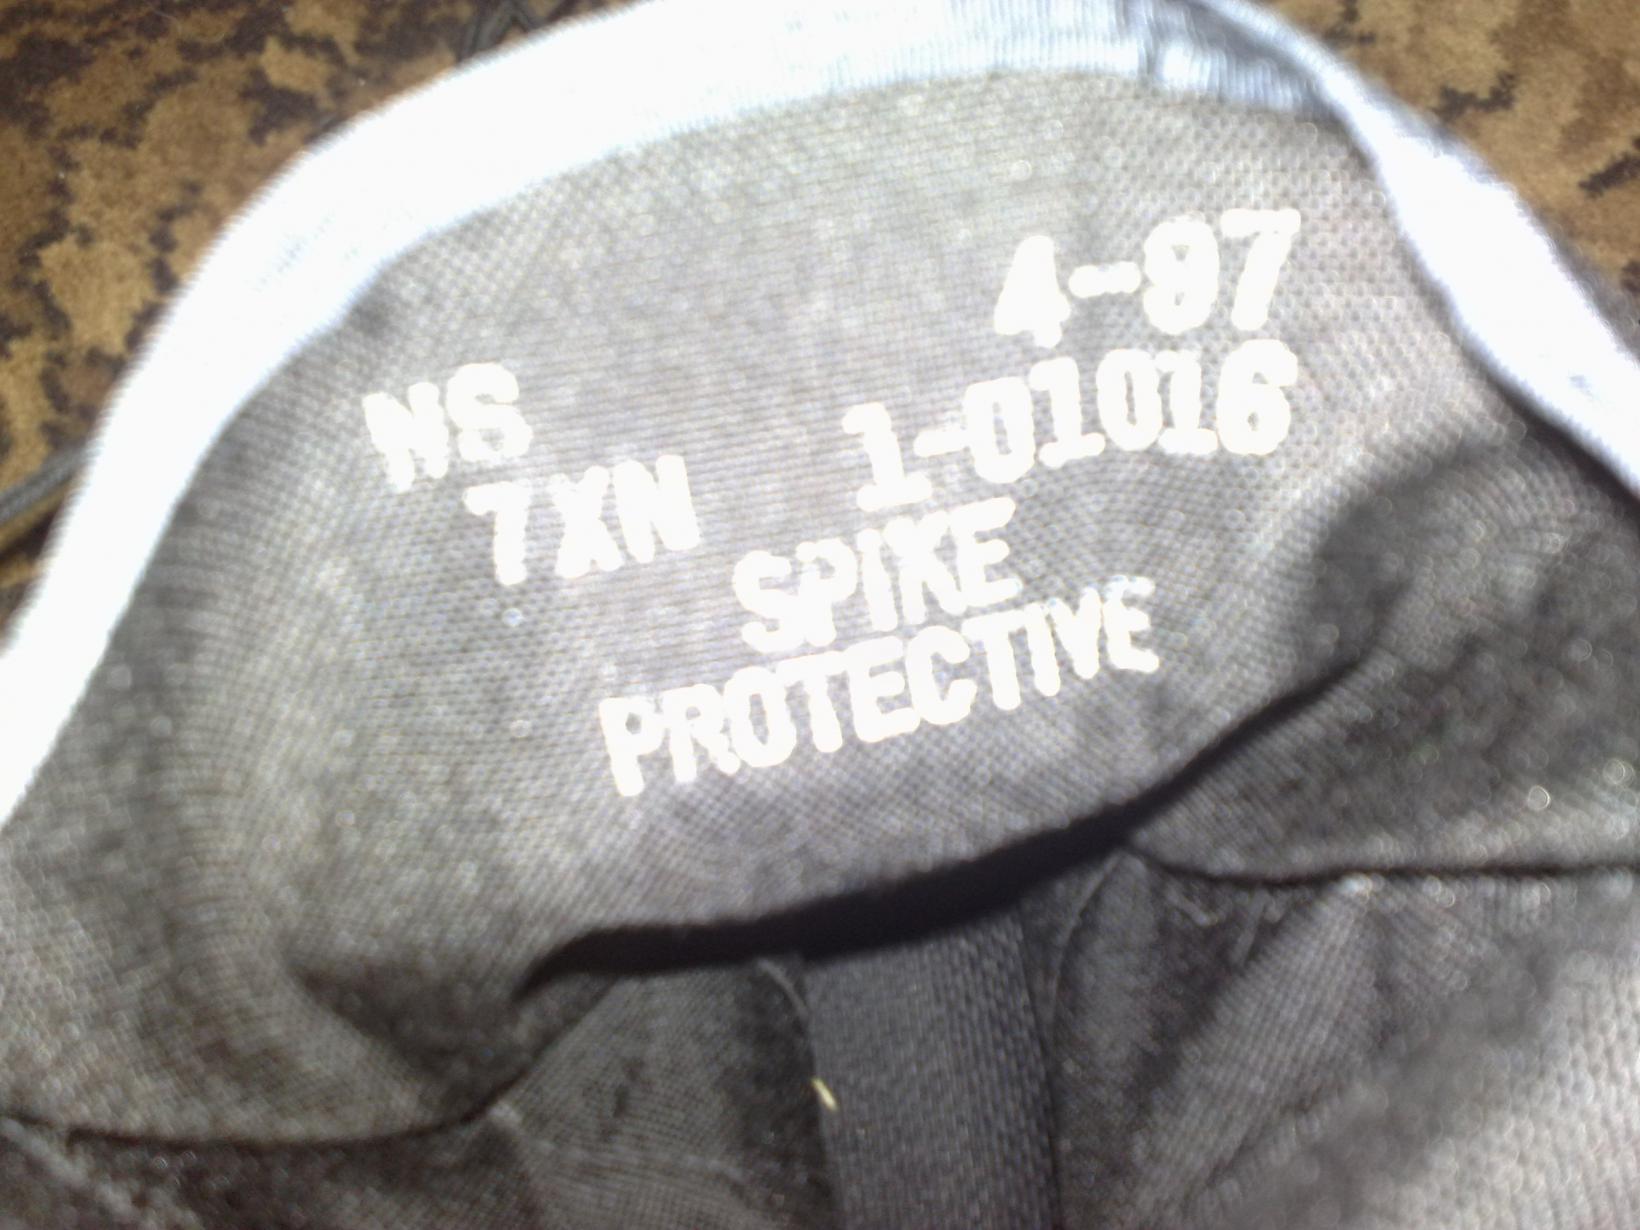 4-97
NS
7XN 1-01016
SPIKE
PROTECTIVE